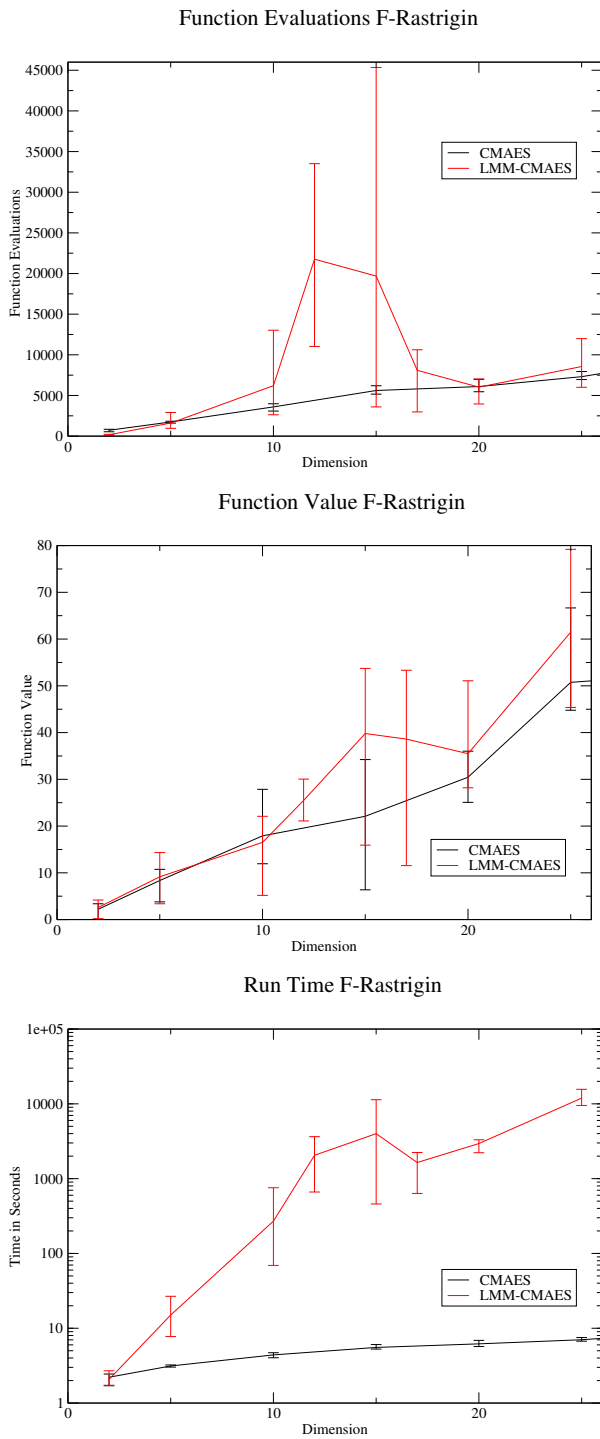 Function Evaluations F-Rastrigin
45000
40000
35000
30000
25000
20000
15000
10000
5000
0
Function Evaluations
CMAES
LMM-CMAES
0 10 20
Dimension
Function Value F-Rastrigin
80
70
60
50
40
30
20
10
0
Function Value
CMAES
LMM-CMAES
0 10 20
Dimension
Run Time F-Rastrigin
1e+05
10000
1000
100
10
1
Time in Seconds
CMAES
LMM-CMAES
0 10 20
Dimension